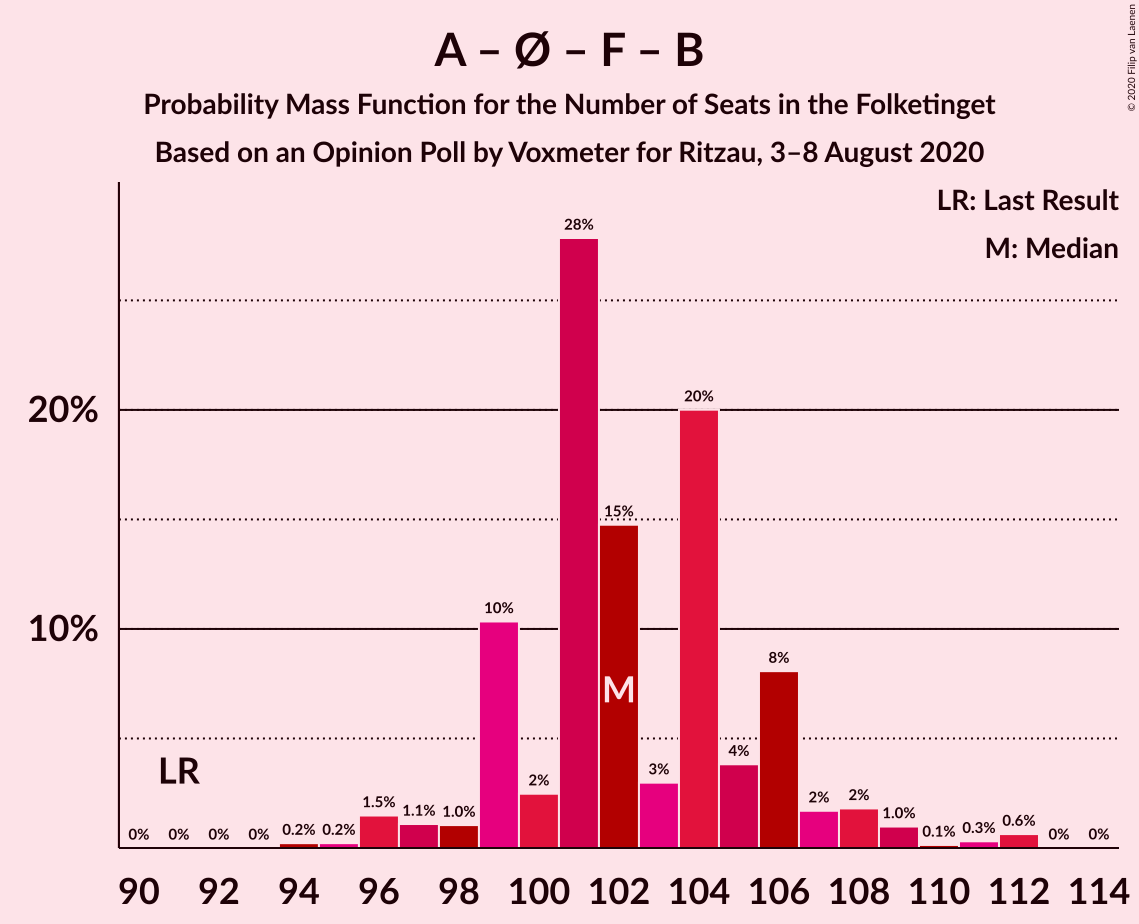 A – Ø – F – B
Probability Mass Function for the Number of Seats in the Folketinget
Based on an Opinion Poll by Voxmeter for Ritzau, 3–8 August 2020
© 2020 Filip van Laenen
LR: Last Result
M: Median
28%
20%
20%
15%
10%
10%
M
8%
LR
4%
3%
2%
2%
2%
1.5%
1.1%
1.0%
1.0%
0.6%
0% 0% 0% 0% 0.2% 0.2% 0.1% 0.3% 0% 0%
90 92 94 96 98 100 102 104 106 108 110 112 114